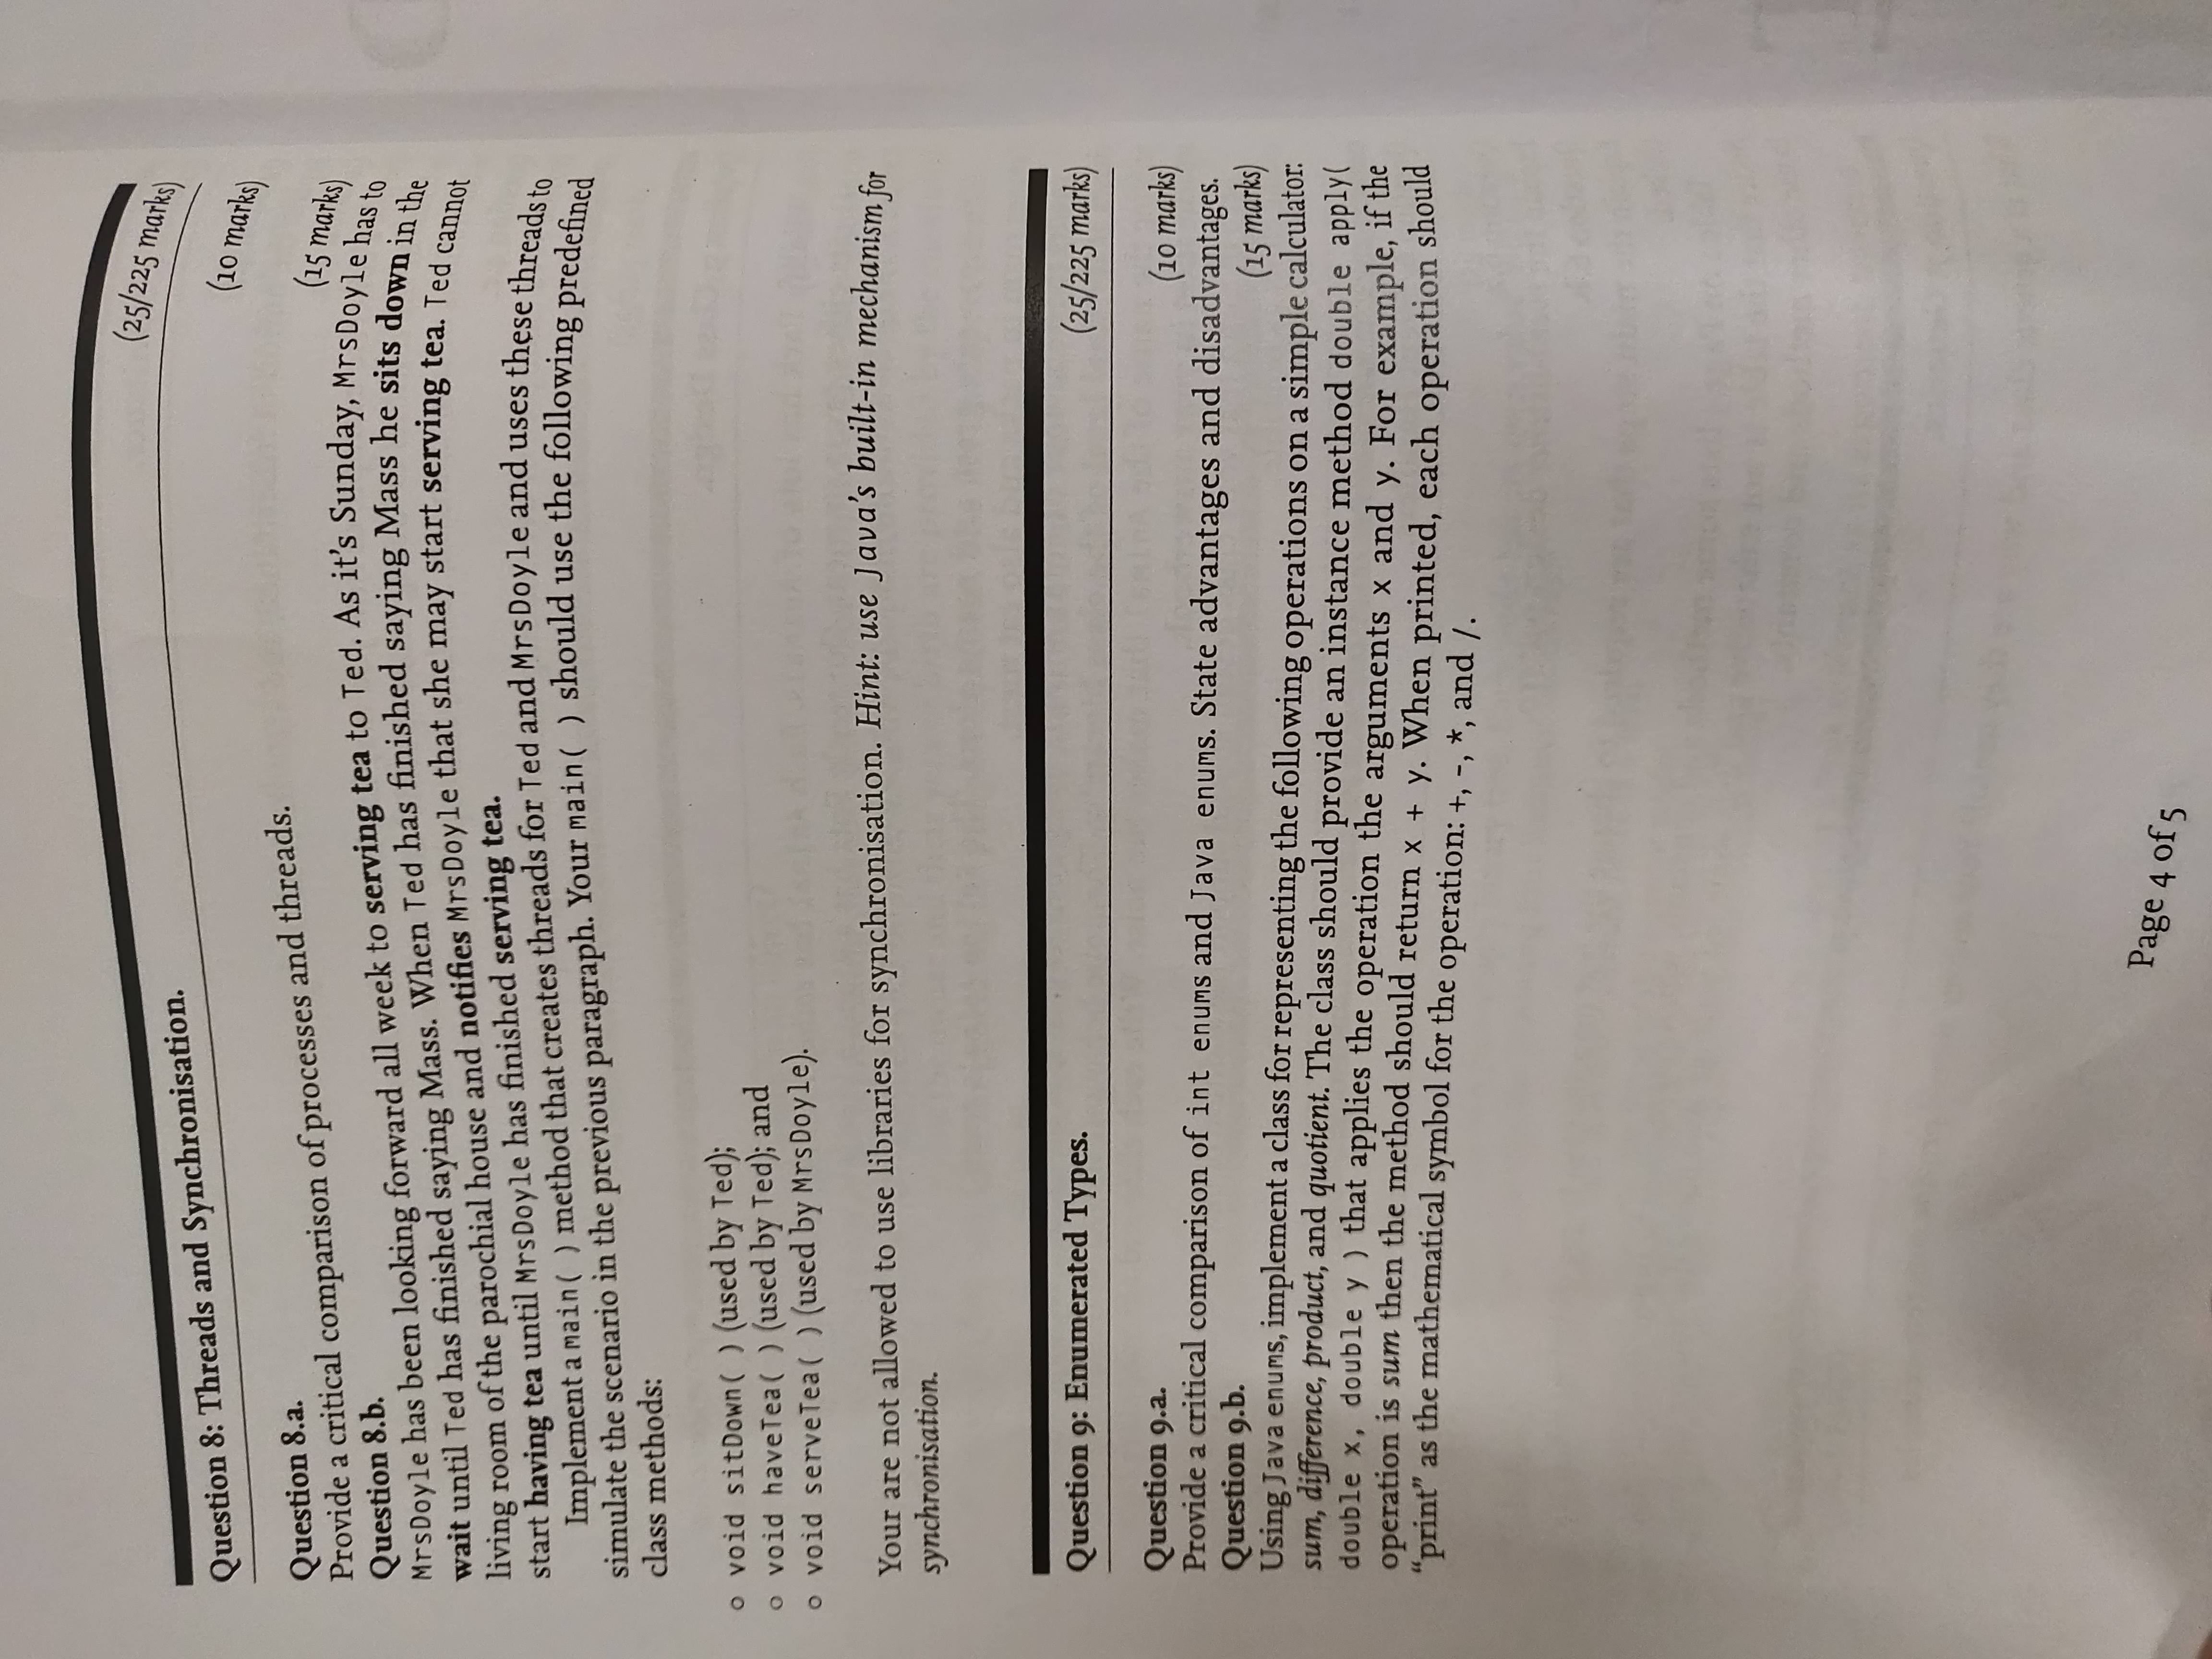 (25/225 marks)
Question 8: Threads and Synchronisation.
(10 marks)
Question 8.a.
Provide a critical comparison of processes and threads.
(15 marks)
Question 8.b.
MrsDoyle has been looking forward all week to serving tea to Ted. As it's Sunday, MrsDoyle has to
wait until Ted has finished saying Mass. When Ted has finished saying Mass he sits down in the
living room of the parochial house and notifies MrsDoyle that she may start serving tea. Ted cannot
start having tea until MrsDoyle has finished serving tea.
Implement a main( ) method that creates threads for Ted and MrsDoyle and uses these threads to
simulate the scenario in the previous paragraph. Your main( ) should use the following predefined
class methods:
o void sitDown( ) (used by Ted);
o void haveTea( ) (used by Ted); and
o void serveTea( ) (used by MrsDoyle).
Your are not allowed to use libraries for synchronisation. Hint: use Java's built-in mechanism for
synchronisation.
Question 9: Enumerated Types. (25/225 marks)
Question 9.a. (10 marks)
Provide a critical comparison of int enums and Java enums. State advantages and disadvantages.
Question 9.b. (15 marks)
Using Java enums, implement a class for representing the following operations on a simple calculator:
sum, difference, product, and quotient. The class should provide an instance method double apply(
double x, double y ) that applies the operation the arguments x and y. For example, if the
operation is sum then the method should return x + y. When printed, each operation should
"print" as the mathematical symbol for the operation: +, -, *, and /.
Page 4 of 5